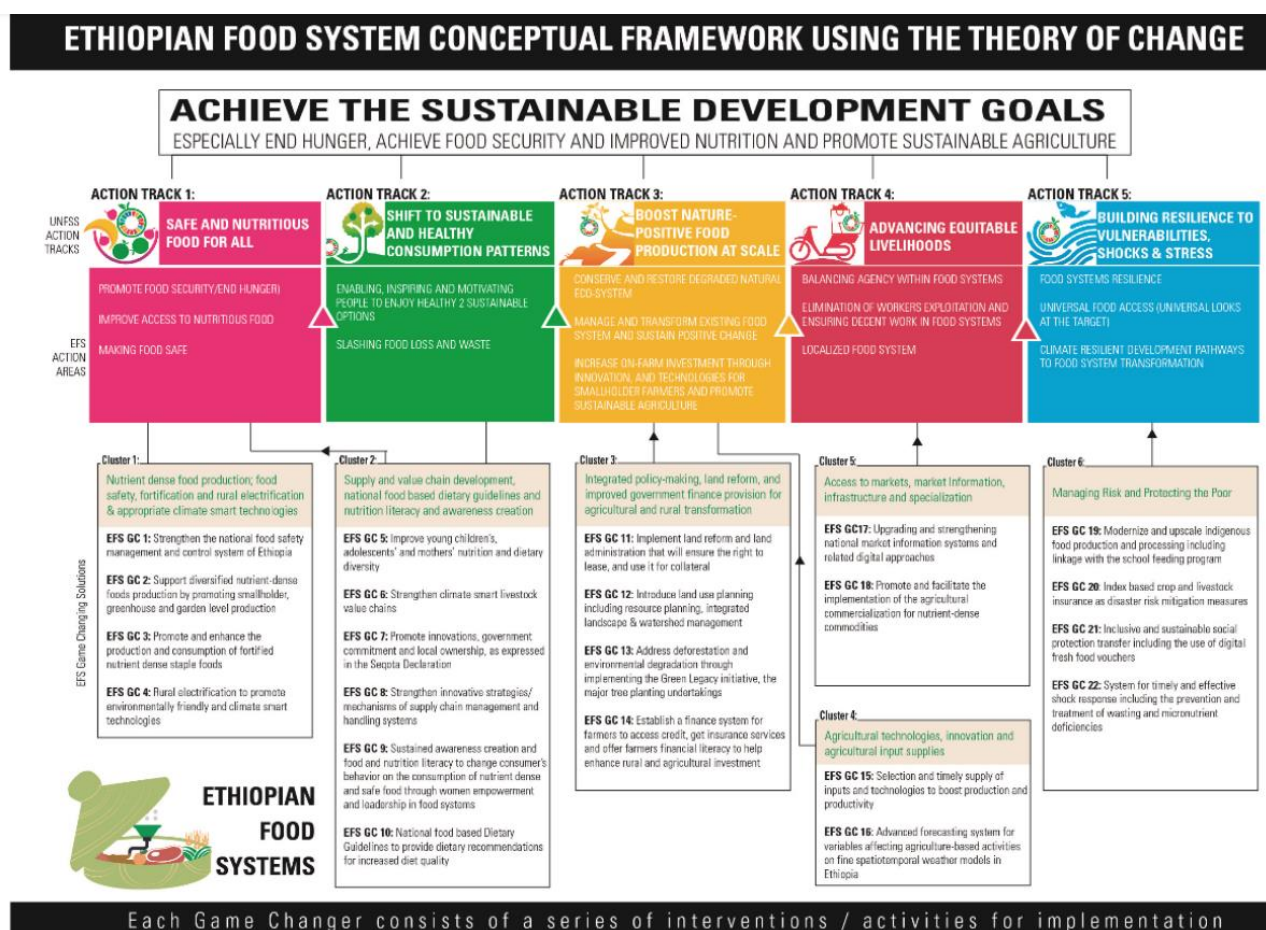 ETHIOPIAN FOOD SYSTEM CONCEPTUAL FRAMEWORK USING THE THEORY OF CHANGE
ACHIEVE THE SUSTAINABLE DEVELOPMENT GOALS
ESPECIALLY END HUNGER, ACHIEVE FOOD SECURITY AND IMPROVED NUTRITION AND PROMOTE SUSTAINABLE AGRICULTURE
UNFSS
ACTION
TRACKS
ACTION TRACK 1:
SAFE AND NUTRITIOUS
FOOD FOR ALL
ACTION TRACK 2:
SHIFT TO SUSTAINABLE
AND HEALTHY
CONSUMPTION PATTERNS
ACTION TRACK 3:
BOOST NATURE-
POSITIVE FOOD
PRODUCTION AT SCALE
ACTION TRACK 4:
ADVANCING EQUITABLE
LIVELIHOODS
ACTION TRACK 5:
BUILDING RESILIENCE TO
VULNERABILITIES,
SHOCKS & STRESS
EFS
ACTION
AREAS
PROMOTE FOOD SECURITY/END HUNGER)
IMPROVE ACCESS TO NUTRITIOUS FOOD
MAKING FOOD SAFE
ENABLING, INSPIRING AND MOTIVATING
PEOPLE TO ENJOY HEALTHY 2 SUSTAINABLE
OPTIONS
SLASHING FOOD LOSS AND WASTE
CONSERVE AND RESTORE DEGRADED NATURAL
ECO-SYSTEM
MANAGE AND TRANSFORM EXISTING FOOD
SYSTEM AND SUSTAIN POSITIVE CHANGE
INCREASE ON-FARM INVESTMENT THROUGH
INNOVATION, AND TECHNOLOGIES FOR
SMALLHOLDER FARMERS AND PROMOTE
SUSTAINABLE AGRICULTURE
BALANCING AGENCY WITHIN FOOD SYSTEMS
ELIMINATION OF WORKERS EXPLOITATION AND
ENSURING DECENT WORK IN FOOD SYSTEMS
LOCALIZED FOOD SYSTEM
FOOD SYSTEMS RESILIENCE
UNIVERSAL FOOD ACCESS (UNIVERSAL LOOKS
AT THE TARGET)
CLIMATE RESILIENT DEVELOPMENT PATHWAYS
TO FOOD SYSTEM TRANSFORMATION
EFS Game Changing Solutions
Cluster 1:
Nutrient dense food production; food
safety, fortification and rural electrification
& appropriate climate smart technologies
EFS GC 1: Strengthen the national food safety
management and control system of Ethiopia
EFS GC 2: Support diversified nutrient-dense
foods production by promoting smallholder,
greenhouse and garden level production
EFS GC 3: Promote and enhance the
production and consumption of fortified
nutrient dense staple foods
EFS GC 4: Rural electrification to promote
environmentally friendly and climate smart
technologies
Cluster 2:
Supply and value chain development,
national food based dietary guidelines and
nutrition literacy and awareness creation
EFS GC 5: Improve young children's,
adolescents' and mothers' nutrition and dietary
diversity
EFS GC 6: Strengthen climate smart livestock
value chains
EFS GC 7: Promote innovations, government
commitment and local ownership, as expressed
in the Seqota Declaration
EFS GC 8: Strengthen innovative strategies/
mechanisms of supply chain management and
handling systems
EFS GC 9: Sustained awareness creation and
food and nutrition literacy to change consumer's
behavior on the consumption of nutrient dense
and safe food through women empowerment
and leadership in food systems
EFS GC 10: National food based Dietary
Guidelines to provide dietary recommendations
for increased diet quality
Cluster 3:
Integrated policy-making, land reform, and
improved government finance provision for
agricultural and rural transformation
EFS GC 11: Implement land reform and land
administration that will ensure the right to
lease, and use it for collateral
EFS GC 12: Introduce land use planning
including resource planning, integrated
landscape & watershed management
EFS GC 13: Address deforestation and
environmental degradation through
implementing the Green Legacy initiative, the
major tree planting undertakings
EFS GC 14: Establish a finance system for
farmers to access credit, get insurance services
and offer farmers financial literacy to help
enhance rural and agricultural investment
Cluster 5:
Access to markets, market information,
infrastructure and specialization
EFS GC17: Upgrading and strengthening
national market information systems and
related digital approaches
EFS GC 18: Promote and facilitate the
implementation of the agricultural
commercialization for nutrient-dense
commodities
Cluster 4:
Agricultural technologies, innovation and
agricultural input supplies
EFS GC 15: Selection and timely supply of
inputs and technologies to boost production and
productivity
EFS GC 16: Advanced forecasting system for
variables affecting agriculture-based activities
on fine spatiotemporal weather models in
Ethiopia
Cluster 6:
Managing Risk and Protecting the Poor
EFS GC 19: Modernize and upscale indigenous
food production and processing including
linkage with the school feeding program
EFS GC 20: Index based crop and livestock
insurance as disaster risk mitigation measures
EFS GC 21: Inclusive and sustainable social
protection transfer including the use of digital
fresh food vouchers
EFS GC 22: System for timely and effective
shock response including the prevention and
treatment of wasting and micronutrient
deficiencies
ETHIOPIAN
FOOD
SYSTEMS
Each Game Changer consists of a series of interventions / activities for implementation